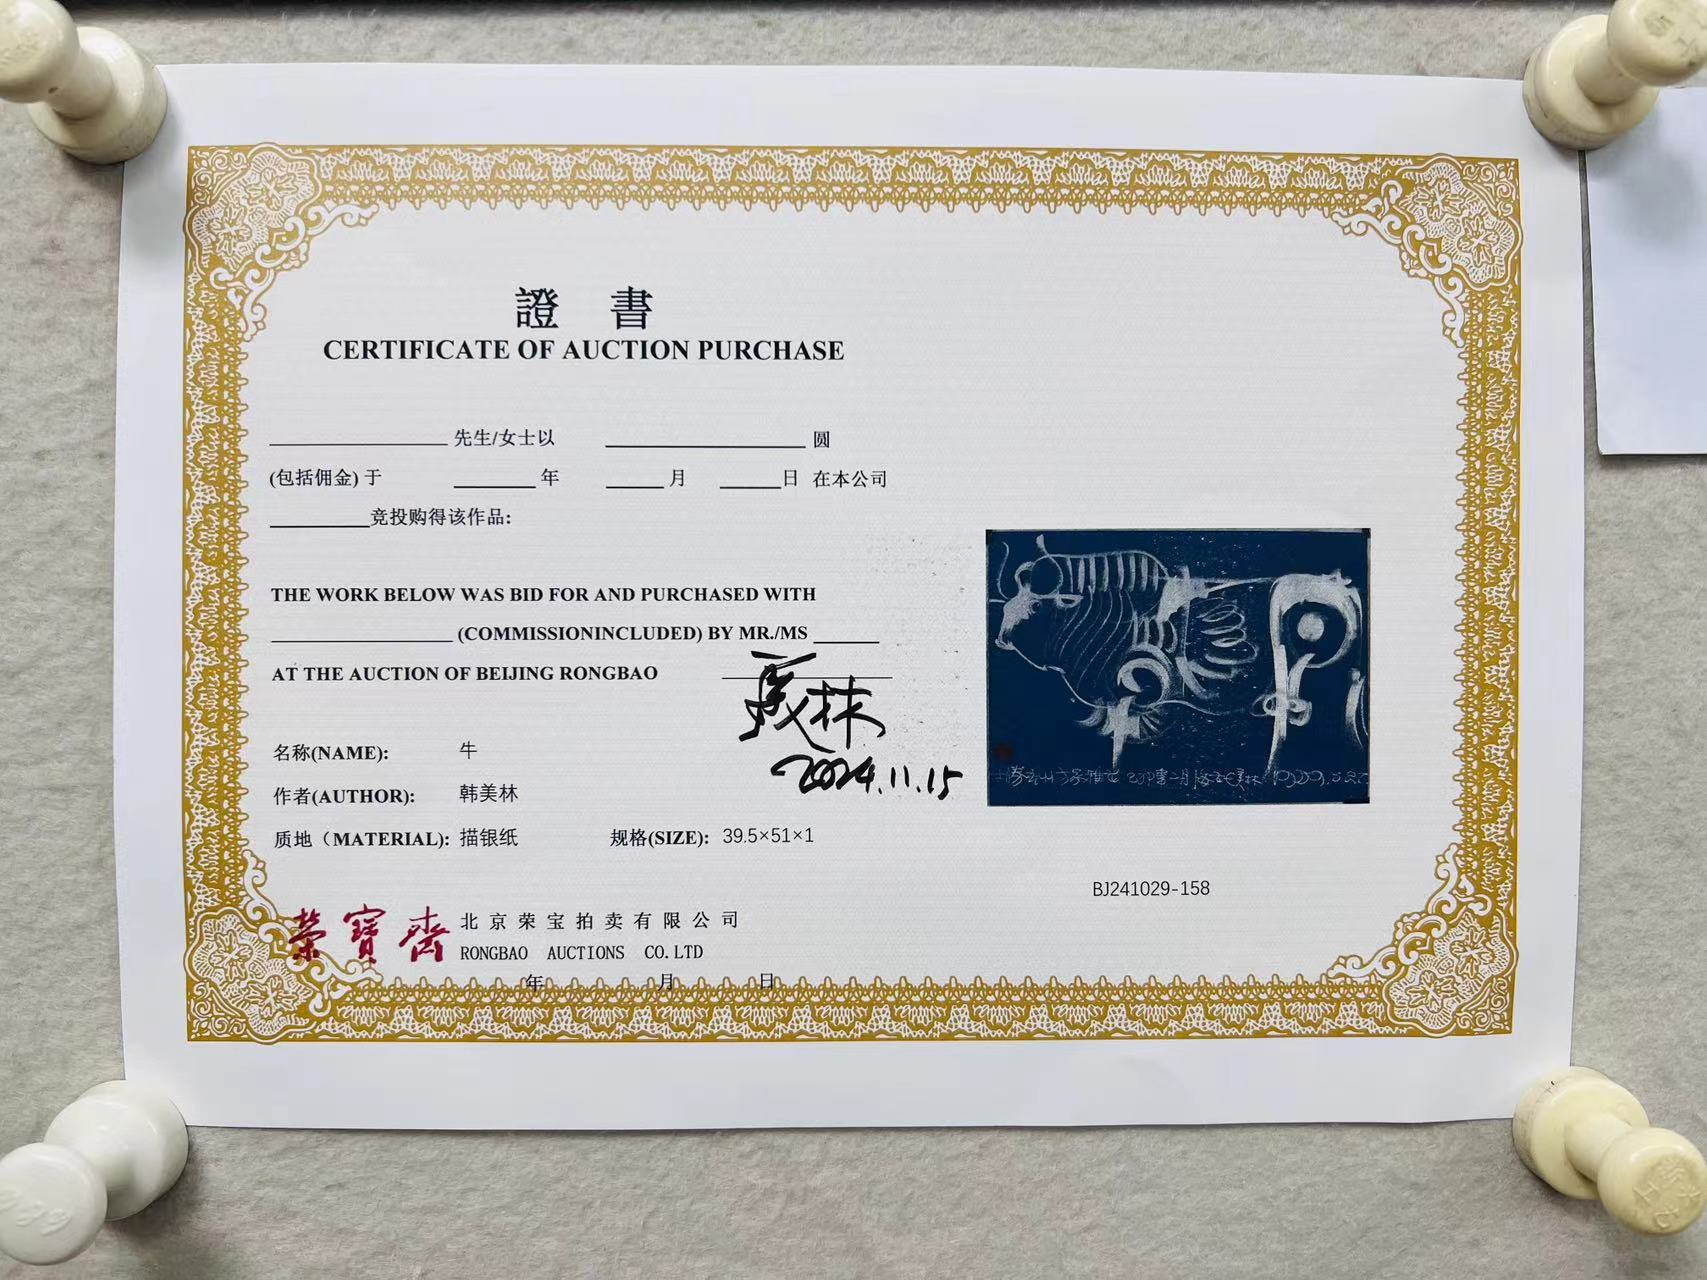 證 書
CERTIFICATE OF AUCTION PURCHASE
先生/女士以 圆
(包括佣金) 于 年 月 日 在本公司
竞投购得该作品:
THE WORK BELOW WAS BID FOR AND PURCHASED WITH
(COMMISSIONINCLUDED) BY MR./MS
AT THE AUCTION OF BEIJING RONGBAO
美林
2024.11.15
名称(NAME): 牛
作者(AUTHOR): 韩美林
质地（MATERIAL): 描银纸 规格(SIZE): 39.5×51×1
BJ241029-158
榮寶齋
北京荣宝拍卖有限公司
RONGBAO AUCTIONS CO.LTD
年 月 日